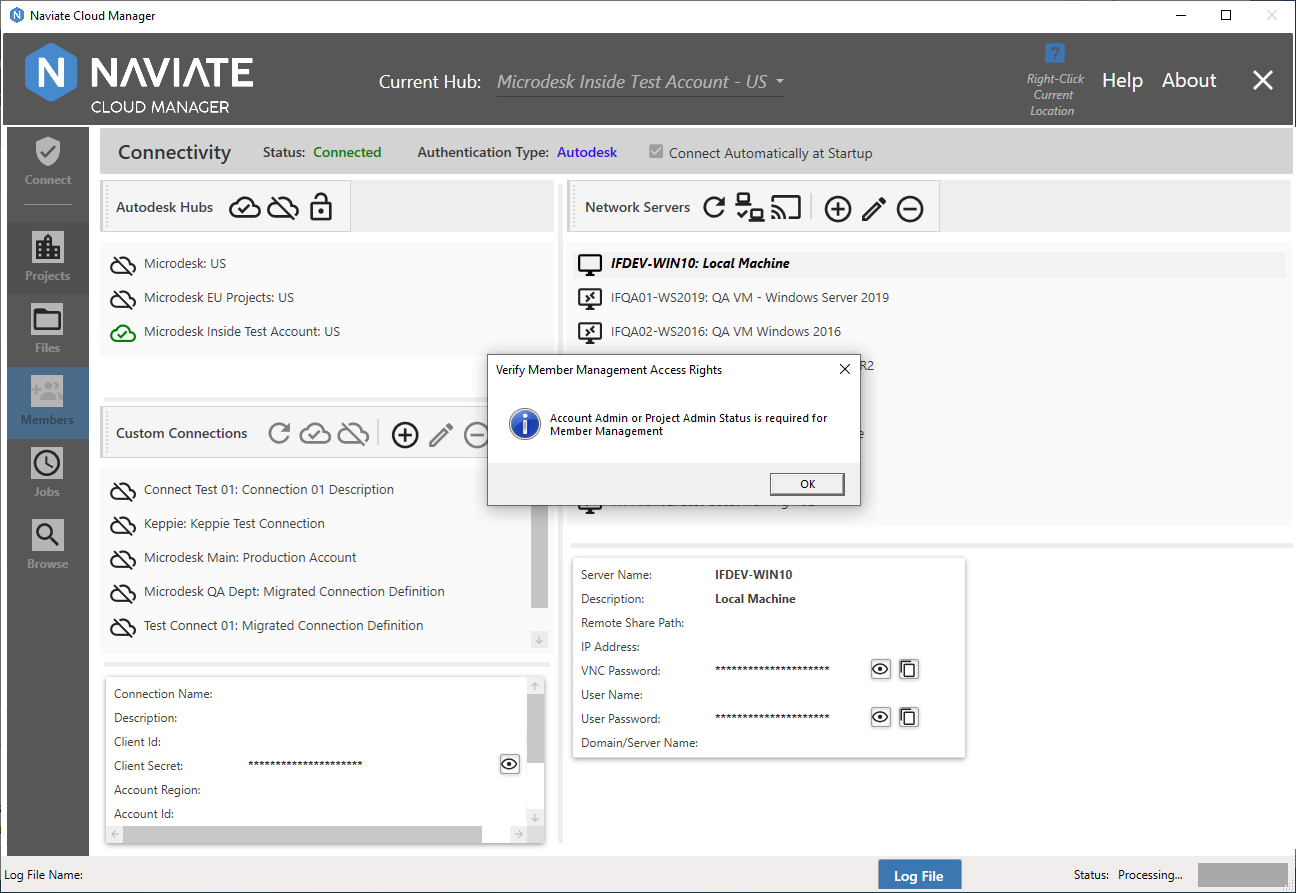 Naviate Cloud Manager
N NAVIATE
CLOUD MANAGER
Current Hub: Microdesk Inside Test Account - US
?
Right-Click
Current
Location
Help About
Connect
Projects
Files
Members
Jobs
Browse
Connectivity Status: Connected Authentication Type: Autodesk Connect Automatically at Startup
Autodesk Hubs
Microdesk: US
Microdesk EU Projects: US
Microdesk Inside Test Account: US
Network Servers
IFDEV-WIN10: Local Machine
IFQA01-WS2019: QA VM - Windows Server 2019
IFQA02-WS2016: QA VM Windows 2016
R2
Verify Member Management Access Rights
Account Admin or Project Admin Status is required for
Member Management
OK
Custom Connections
Connect Test 01: Connection 01 Description
Keppie: Keppie Test Connection
Microdesk Main: Production Account
Microdesk QA Dept: Migrated Connection Definition
Test Connect 01: Migrated Connection Definition
Connection Name:
Description:
Client Id:
Client Secret: *********************
Account Region:
Account Id:
Server Name: IFDEV-WIN10
Description: Local Machine
Remote Share Path:
IP Address:
VNC Password: *********************
User Name:
User Password: *********************
Domain/Server Name:
Log File Name:
Log File
Status: Processing...